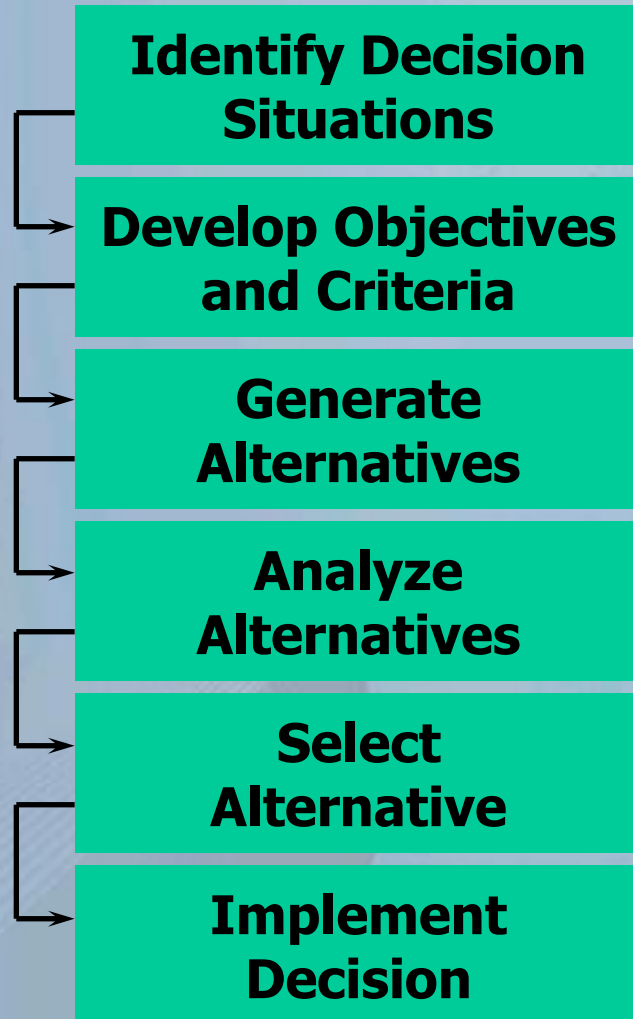 Identify Decision
Situations
Develop Objectives
and Criteria
Generate
Alternatives
Analyze
Alternatives
Select
Alternative
Implement
Decision